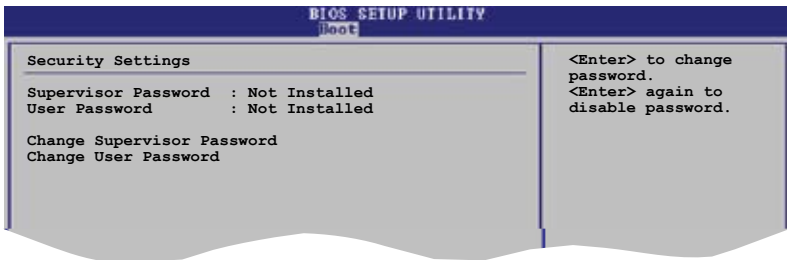 BIOS SETUP UTILITY
Boot
Security Settings
Supervisor Password : Not Installed
User Password : Not Installed
Change Supervisor Password
Change User Password
<Enter> to change
password.
<Enter> again to
disable password.